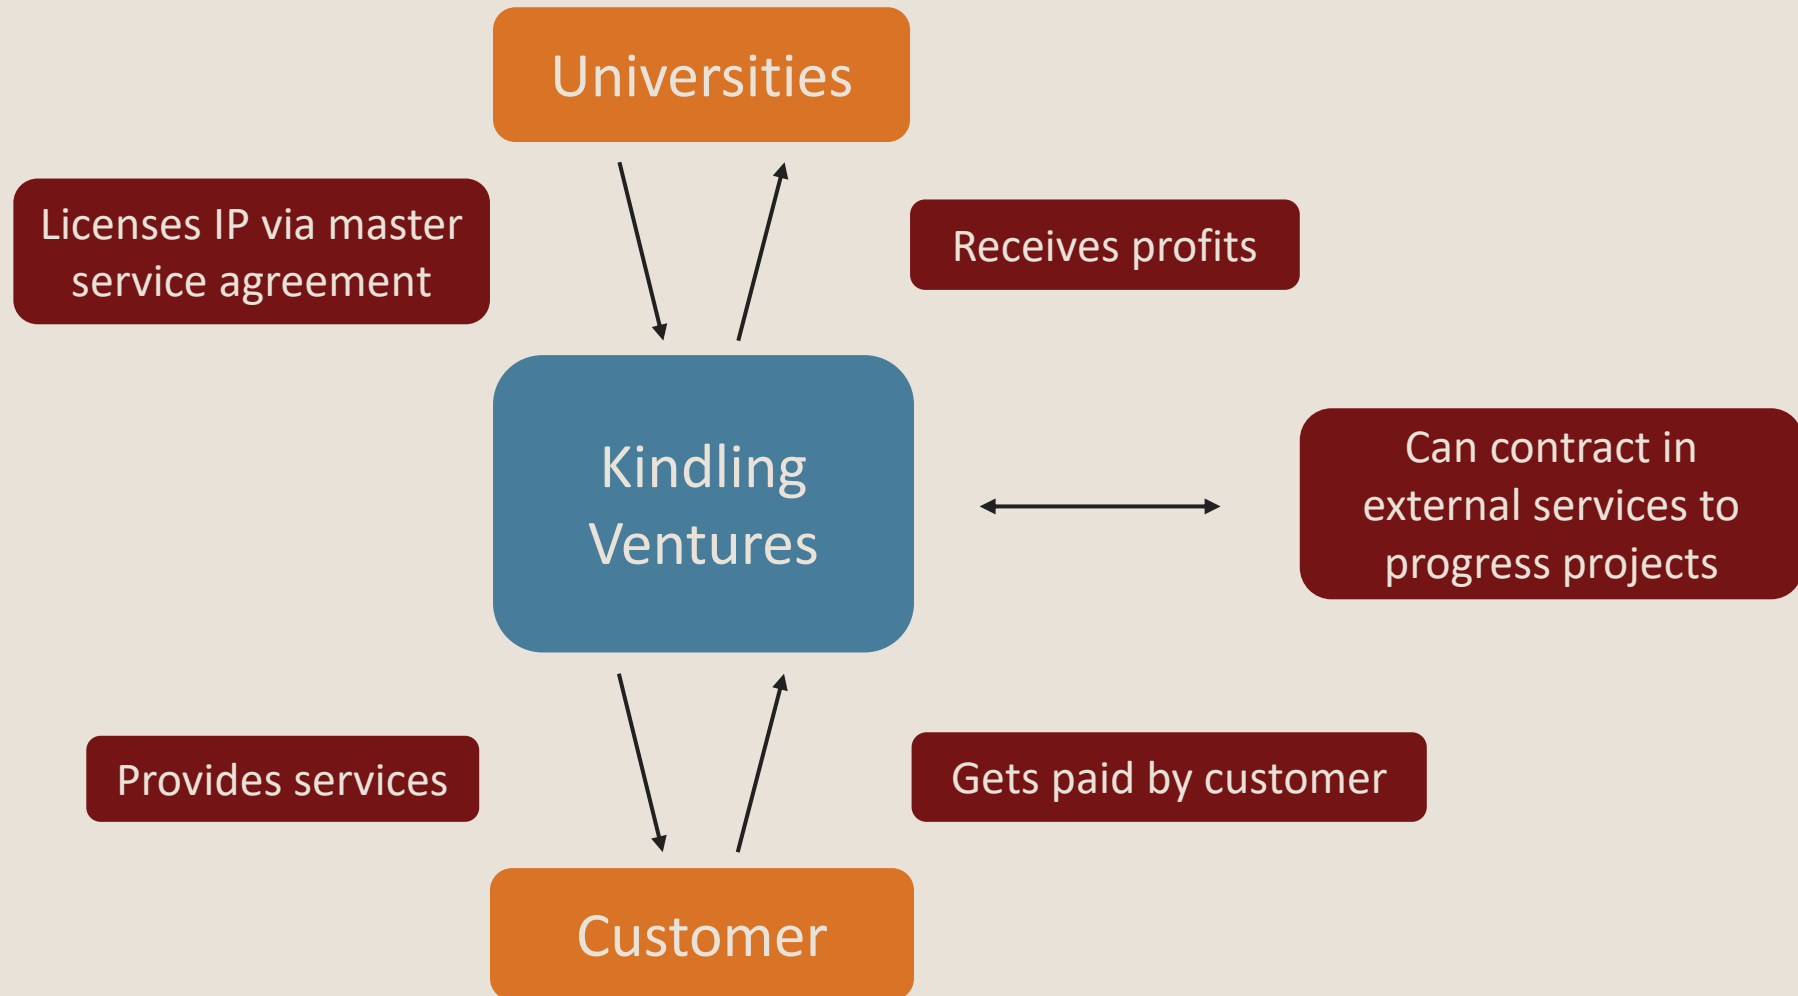 Universities
Licenses IP via master
service agreement
Receives profits
Kindling
Ventures
Can contract in
external services to
progress projects
Provides services
Gets paid by customer
Customer